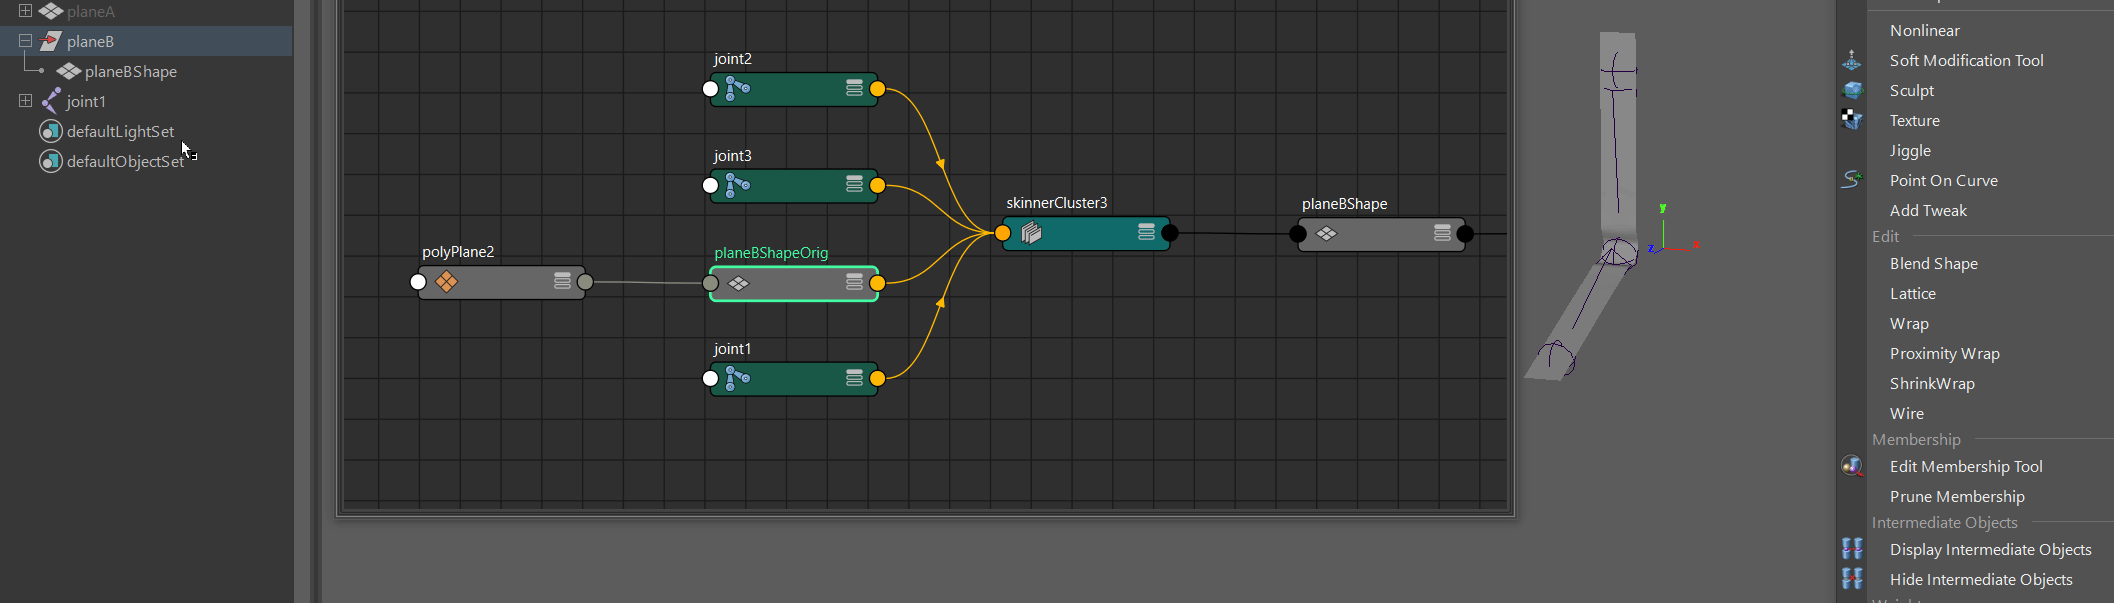 planeA
planeB
planeBShape
joint1
defaultLightSet
defaultObjectSet
joint2
joint3
skinnerCluster3
planeBShape
polyPlane2
planeBShapeOrig
joint1
y
z
x
Nonlinear
Soft Modification Tool
Sculpt
Texture
Jiggle
Point On Curve
Add Tweak
Edit
Blend Shape
Lattice
Wrap
Proximity Wrap
ShrinkWrap
Wire
Membership
Edit Membership Tool
Prune Membership
Intermediate Objects
Display Intermediate Objects
Hide Intermediate Objects